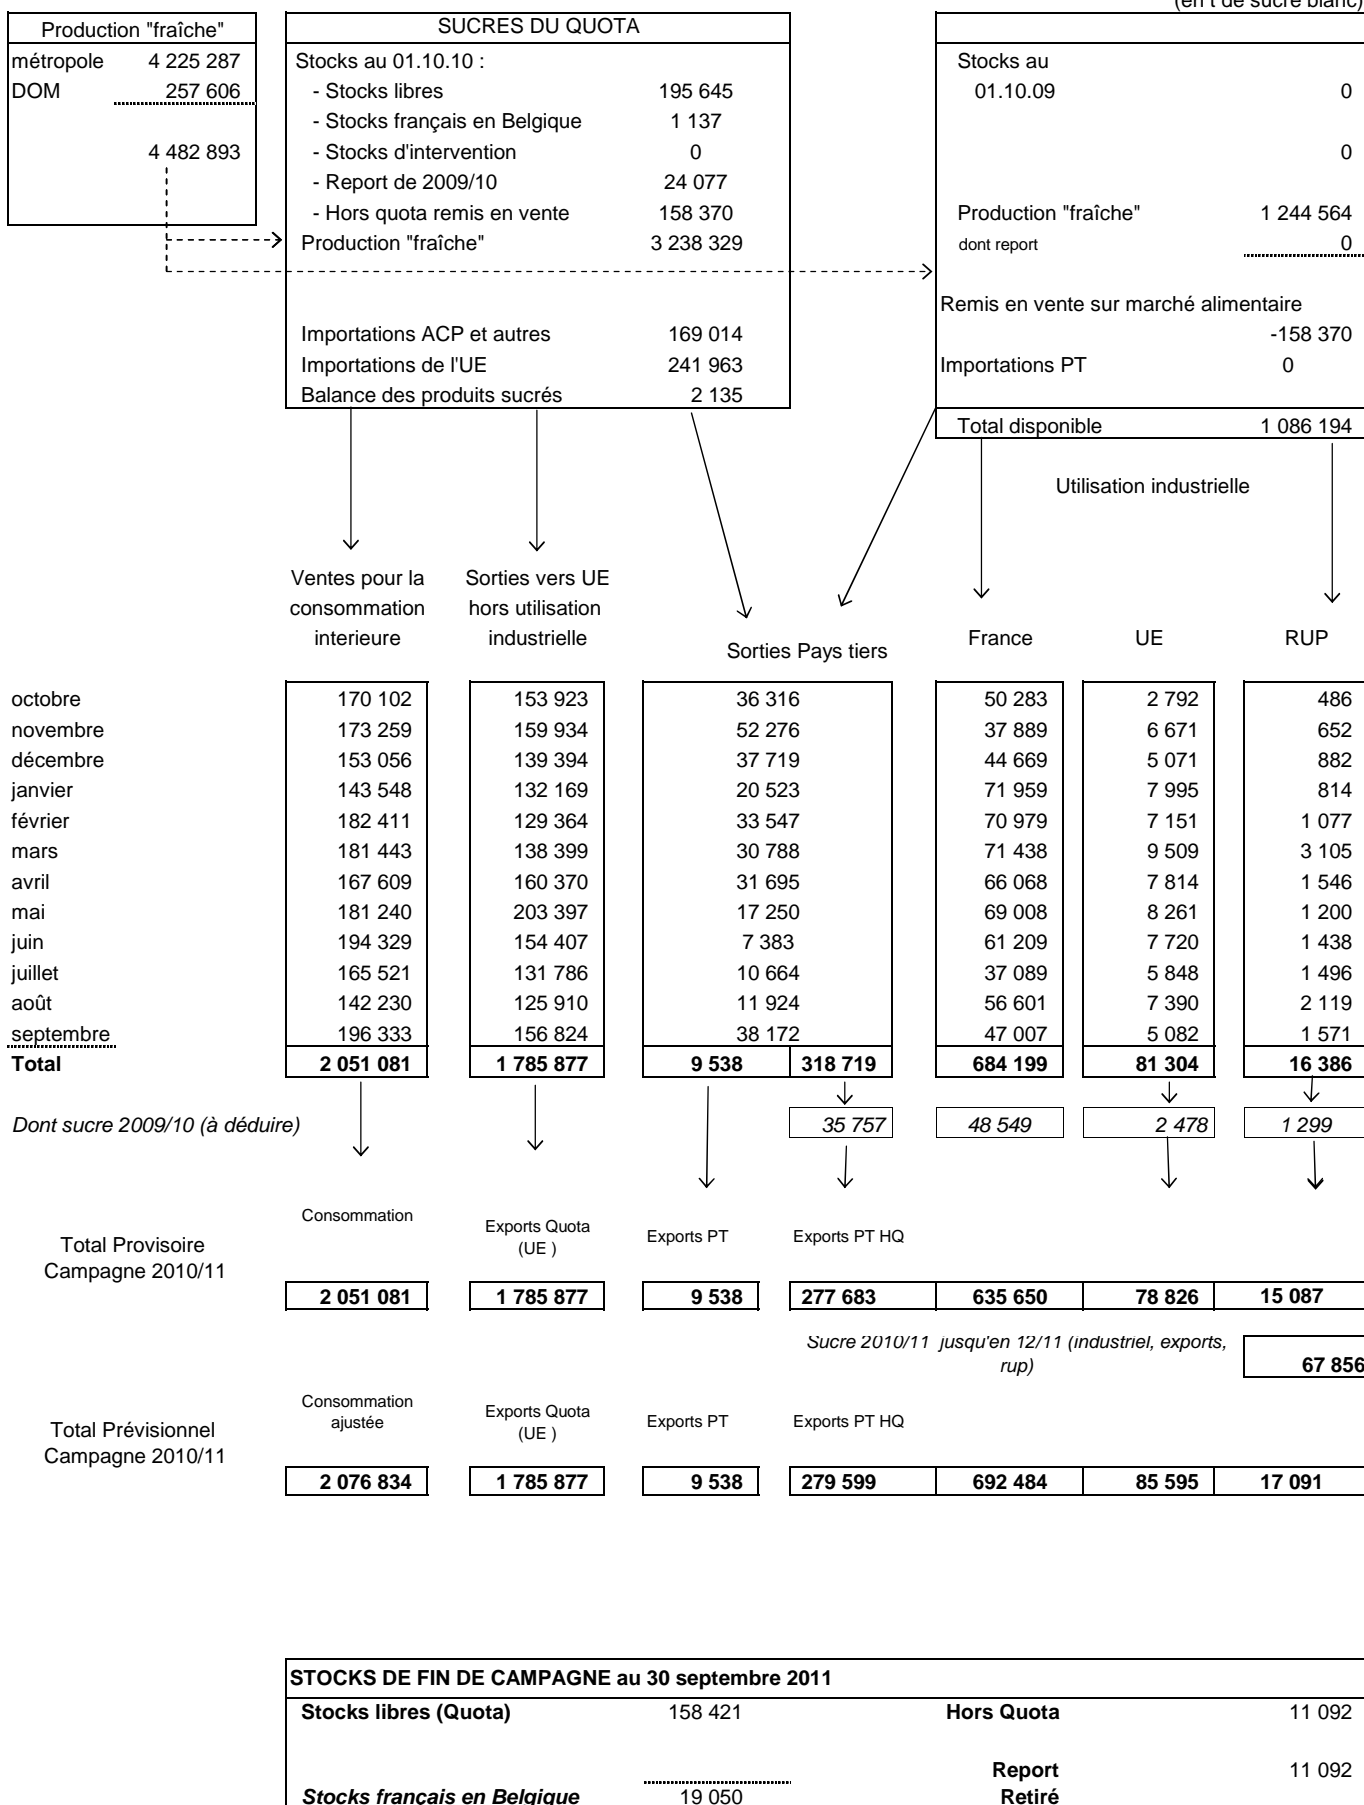 (en t de sucre blanc)
Production "fraîche"
métropole 4 225 287
DOM 257 606
4 482 893
SUCRES DU QUOTA
Stocks au 01.10.10 :
- Stocks libres 195 645
- Stocks français en Belgique 1 137
- Stocks d'intervention 0
- Report de 2009/10 24 077
- Hors quota remis en vente 158 370
Production "fraîche" 3 238 329
Importations ACP et autres 169 014
Importations de l'UE 241 963
Balance des produits sucrés 2 135
Stocks au
01.10.09 0
0
Production "fraîche" 1 244 564
dont report 0
Remis en vente sur marché alimentaire
-158 370
Importations PT 0
Total disponible 1 086 194
Utilisation industrielle
Ventes pour la
consommation
interieure
Sorties vers UE
hors utilisation
industrielle
Sorties Pays tiers
France UE RUP
octobre 170 102 153 923 36 316 50 283 2 792 486
novembre 173 259 159 934 52 276 37 889 6 671 652
décembre 153 056 139 394 37 719 44 669 5 071 882
janvier 143 548 132 169 20 523 71 959 7 995 814
février 182 411 129 364 33 547 70 979 7 151 1 077
mars 181 443 138 399 30 788 71 438 9 509 3 105
avril 167 609 160 370 31 695 66 068 7 814 1 546
mai 181 240 203 397 17 250 69 008 8 261 1 200
juin 194 329 154 407 7 383 61 209 7 720 1 438
juillet 165 521 131 786 10 664 37 089 5 848 1 496
août 142 230 125 910 11 924 56 601 7 390 2 119
septembre 196 333 156 824 38 172 47 007 5 082 1 571
Total 2 051 081 1 785 877 9 538 318 719 684 199 81 304 16 386
Dont sucre 2009/10 (à déduire) 35 757 48 549 2 478 1 299
Total Provisoire
Campagne 2010/11
Consommation
Exports Quota
(UE )
Exports PT
Exports PT HQ
2 051 081 1 785 877 9 538 277 683 635 650 78 826 15 087
Sucre 2010/11 jusqu'en 12/11 (industriel, exports,
rup) 67 856
Total Prévisionnel
Campagne 2010/11
Consommation
ajustée
Exports Quota
(UE )
Exports PT
Exports PT HQ
2 076 834 1 785 877 9 538 279 599 692 484 85 595 17 091
STOCKS DE FIN DE CAMPAGNE au 30 septembre 2011
Stocks libres (Quota) 158 421 Hors Quota 11 092
Report 11 092
Stocks français en Belgique 19 050 Retiré